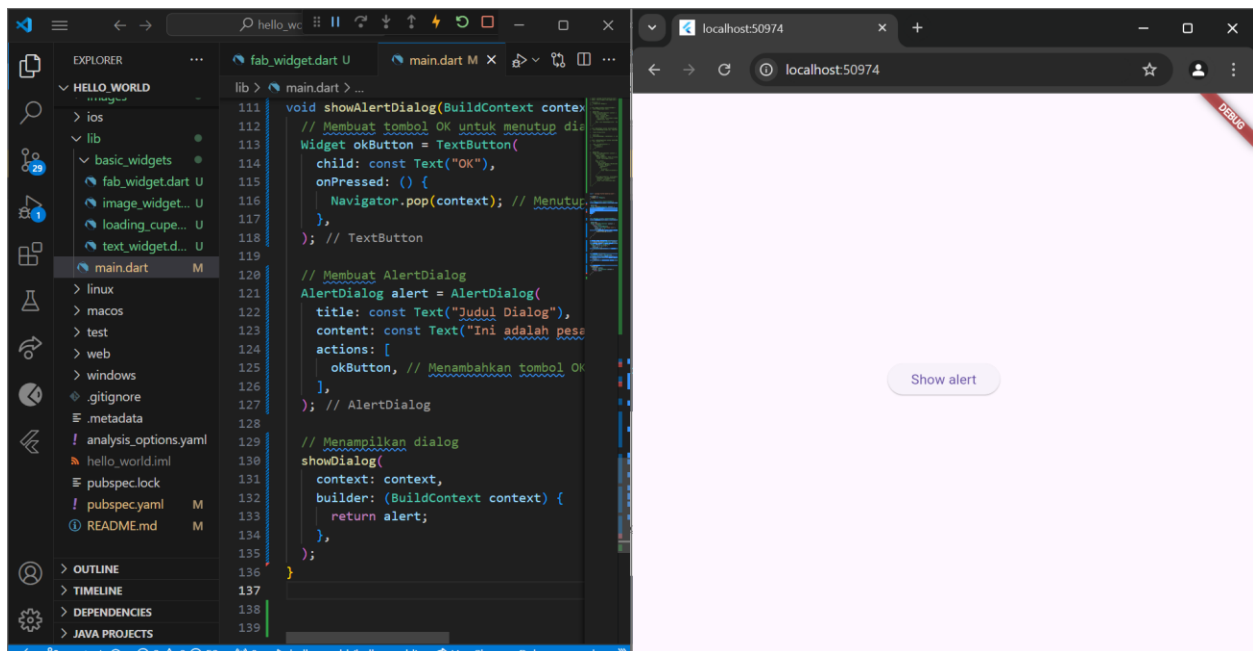 hello_wo
EXPLORER
HELLO_WORLD
images
ios
lib
basic_widgets
fab_widget.dart U
image_widget... U
loading_cupe... U
text_widget.d... U
main.dart M
linux
macos
test
web
windows
.gitignore
.metadata
analysis_options.yaml
hello_world.iml
pubspec.lock
pubspec.yaml M
README.md M
OUTLINE
TIMELINE
DEPENDENCIES
JAVA PROJECTS
29
1
fab_widget.dart U
main.dart M
lib > main.dart > ...
111 void showAlertDialog(BuildContext contex
112 // Membuat tombol OK untuk menutup dia
113 Widget okButton = TextButton(
114 child: const Text("OK"),
115 onPressed: () {
116 Navigator.pop(context); // Menutup
117 },
118 ); // TextButton
119
120 // Membuat AlertDialog
121 AlertDialog alert = AlertDialog(
122 title: const Text("Judul Dialog"),
123 content: const Text("Ini adalah pesa
124 actions: [
125 okButton, // Menambahkan tombol OK
126 ],
127 ); // AlertDialog
128
129 // Menampilkan dialog
130 showDialog(
131 context: context,
132 builder: (BuildContext context) {
133 return alert;
134 },
135 );
136 }
137
138
139
localhost:50974
localhost:50974
DEBUG
Show alert